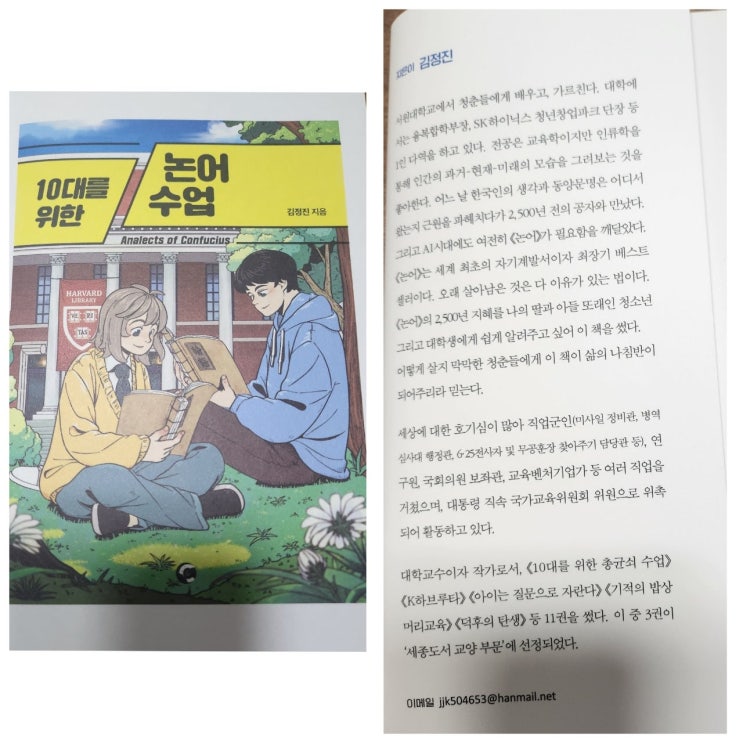 10대를
위한
논어
수업
김정진 지음
Analects of Confucius
HARVARD
LIBRARY
VE RI
TAS
지은이 김정진
서원대학교에서 청춘들에게 배우고, 가르친다. 대학에
서는 융복합학부장, SK하이닉스 청년창업파크 단장 등
1인 다역을 하고 있다. 전공은 교육학이지만 인류학을
통해 인간의 과거·현재·미래의 모습을 그려보는 것을
좋아한다. 어느 날 한국인의 생각과 동양문명은 어디서
왔는지 근원을 파헤치다가 2,500년 전의 공자와 만났다.
그리고 AI시대에도 여전히 《논어》가 필요함을 깨달았다.
《논어》는 세계 최초의 자기계발서이자 최장기 베스트
셀러이다. 오래 살아남은 것은 다 이유가 있는 법이다.
《논어》의 2,500년 지혜를 나의 딸과 아들 또래인 청소년
그리고 대학생에게 쉽게 알려주고 싶어 이 책을 썼다.
어떻게 살지 막막한 청춘들에게 이 책이 삶의 나침반이
되어주리라 믿는다.
세상에 대한 호기심이 많아 직업군인(미사일 정비관, 병역
심사대 행정관, 6·25전사자 및 무공훈장 찾아주기 담당관 등), 연
구원, 국회의원 보좌관, 교육벤처기업가 등 여러 직업을
거쳤으며, 대통령 직속 국가교육위원회 위원으로 위촉
되어 활동하고 있다.
대학교수이자 작가로서, 《10대를 위한 총균쇠 수업》
《K하브루타》 《아이는 질문으로 자란다》 《기적의 밥상
머리교육》 《덕후의 탄생》 등 11권을 썼다. 이 중 3권이
'세종도서 교양 부문'에 선정되었다.
이메일 jjk504653@hanmail.net